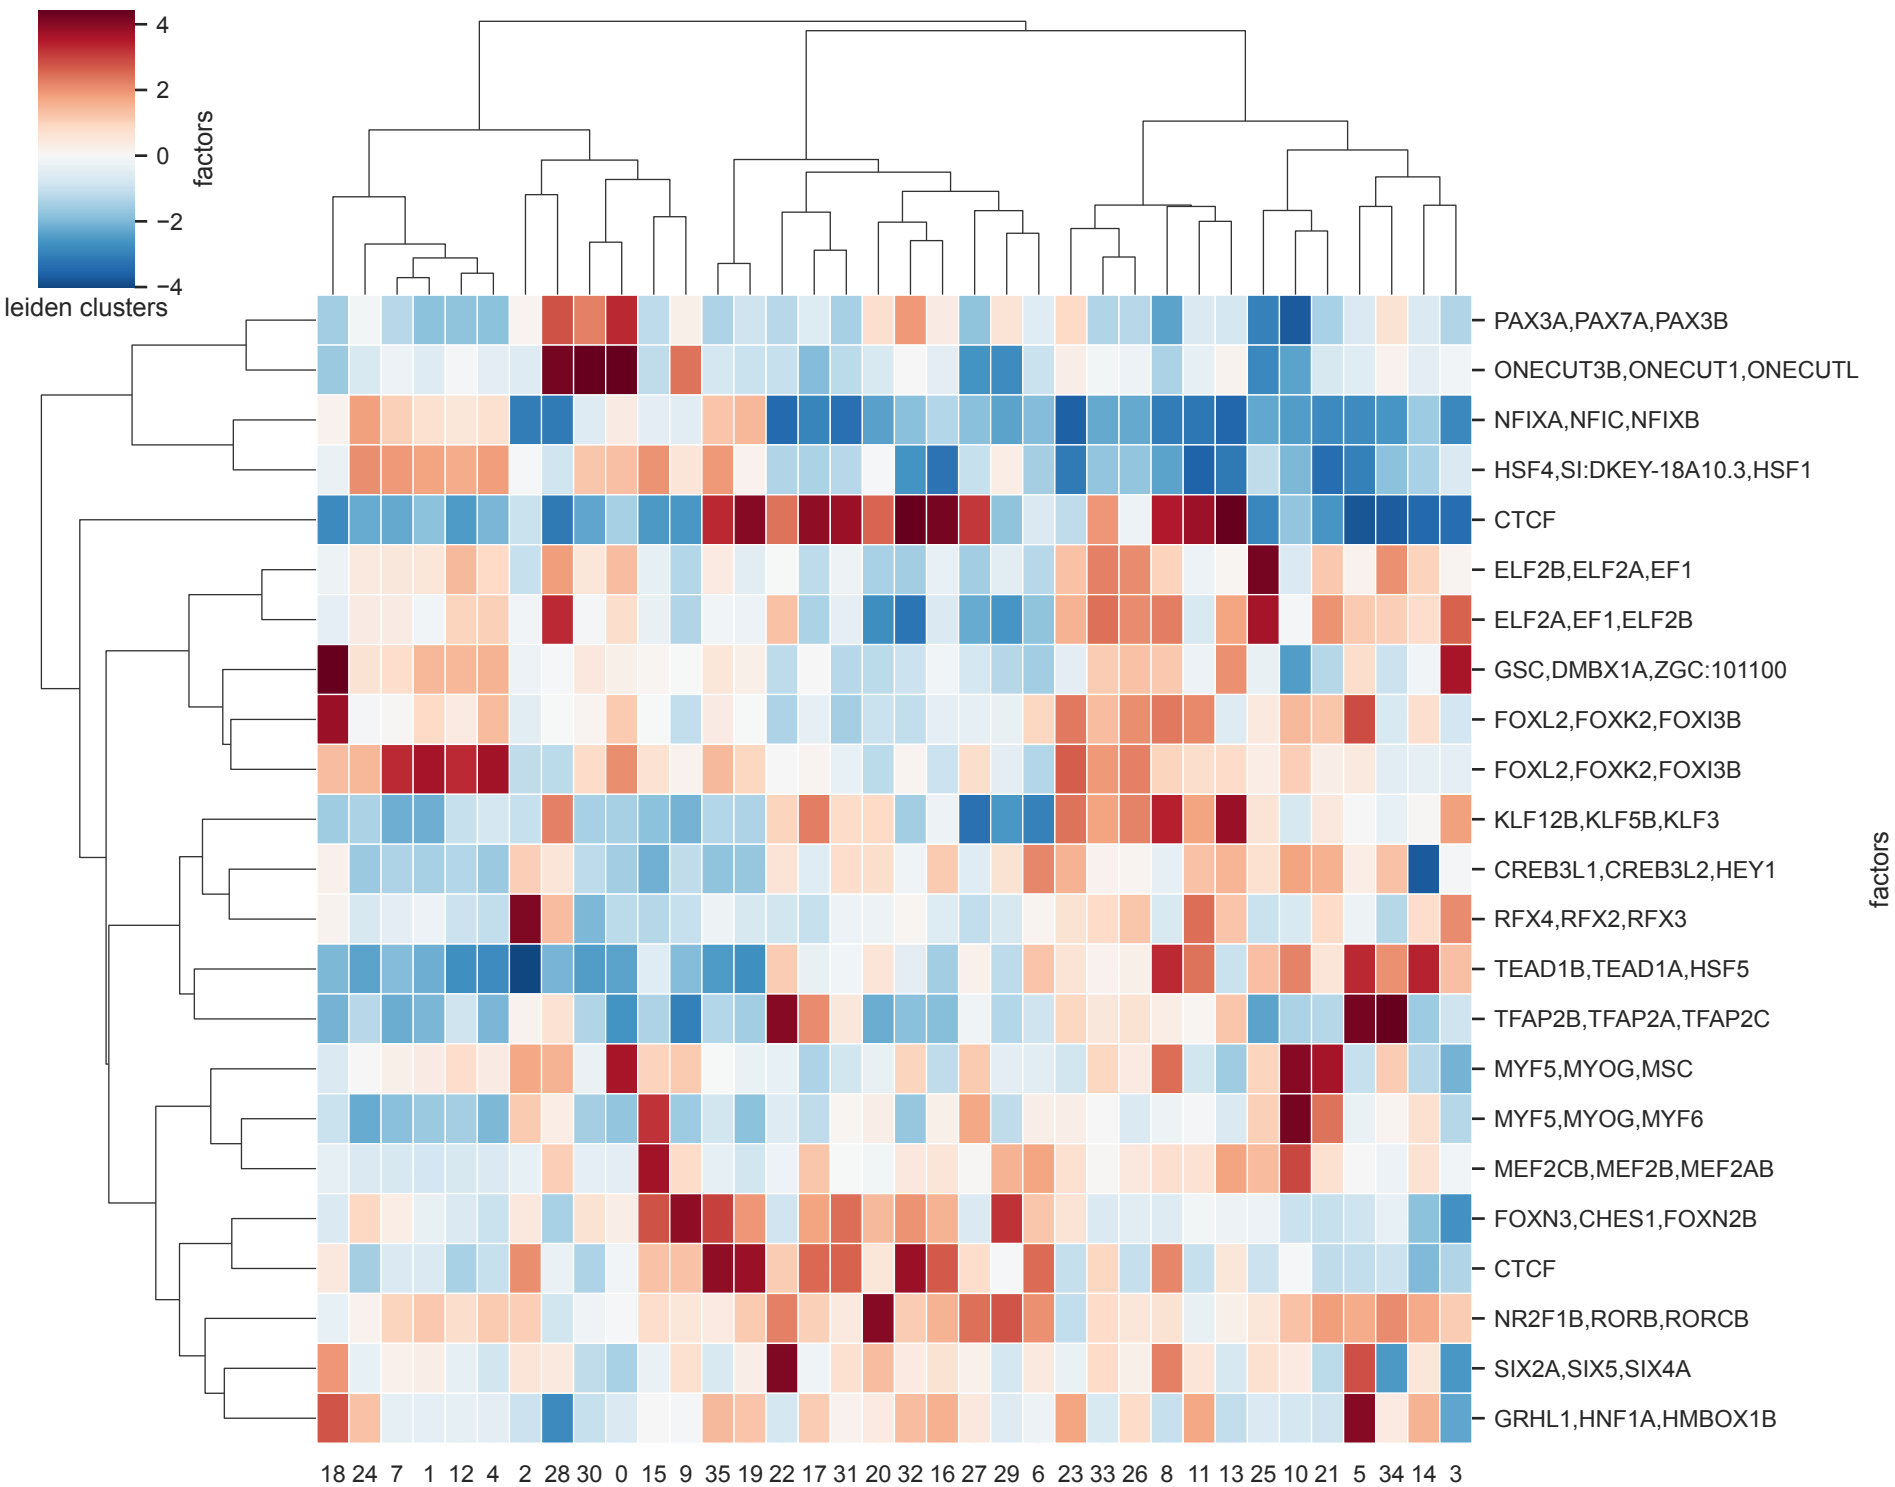 4
2
0
−2
−4
factors
leiden clusters
PAX3A,PAX7A,PAX3B
ONECUT3B,ONECUT1,ONECUTL
NFIXA,NFIC,NFIXB
HSF4,SI:DKEY-18A10.3,HSF1
CTCF
ELF2B,ELF2A,EF1
ELF2A,EF1,ELF2B
GSC,DMBX1A,ZGC:101100
FOXL2,FOXK2,FOXI3B
FOXL2,FOXK2,FOXI3B
KLF12B,KLF5B,KLF3
CREB3L1,CREB3L2,HEY1
RFX4,RFX2,RFX3
TEAD1B,TEAD1A,HSF5
TFAP2B,TFAP2A,TFAP2C
MYF5,MYOG,MSC
MYF5,MYOG,MYF6
MEF2CB,MEF2B,MEF2AB
FOXN3,CHES1,FOXN2B
CTCF
NR2F1B,RORB,RORCB
SIX2A,SIX5,SIX4A
GRHL1,HNF1A,HMBOX1B
factors
18 24 7 1 12 4 2 28 30 0 15 9 35 19 22 17 31 20 32 16 27 29 6 23 33 26 8 11 13 25 10 21 5 34 14 3